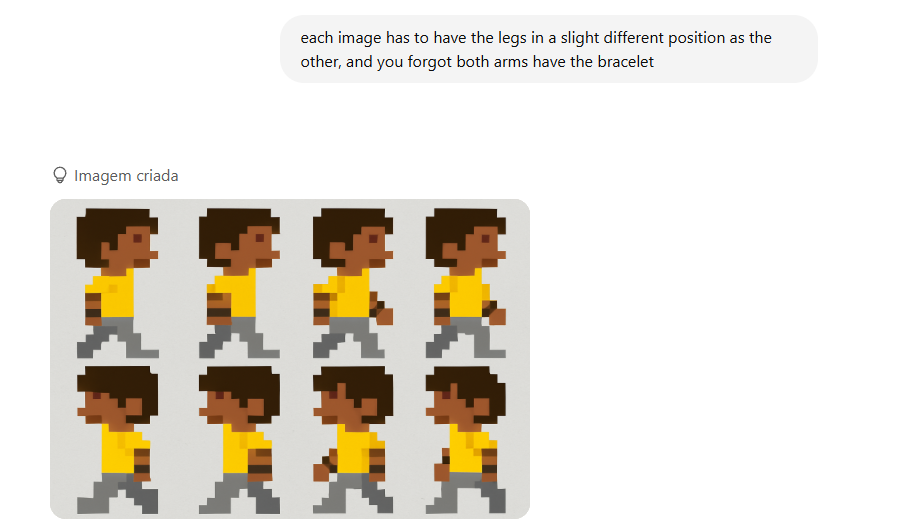 each image has to have the legs in a slight different position as the
other, and you forgot both arms have the bracelet
Imagem criada